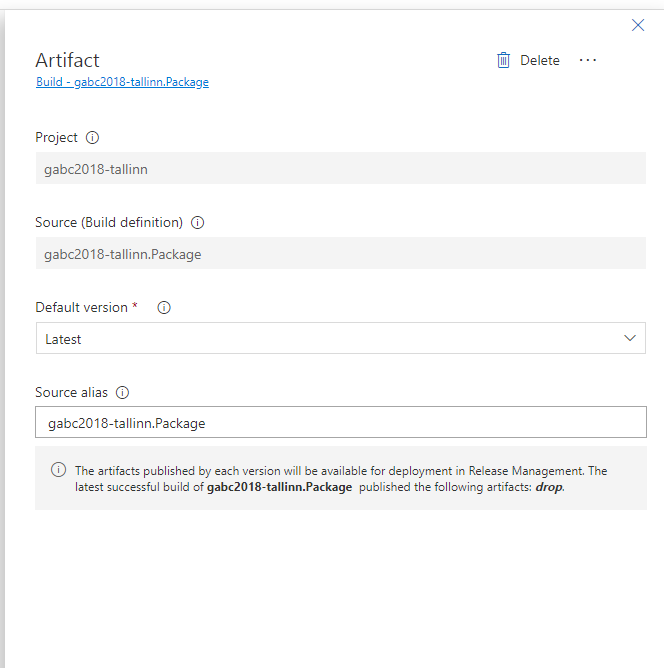 Artifact
Delete
Build - gabc2018-tallinn.Package
Project
gabc2018-tallinn
Source (Build definition)
gabc2018-tallinn.Package
Default version *
Latest
Source alias
gabc2018-tallinn.Package
The artifacts published by each version will be available for deployment in Release Management. The
latest successful build of gabc2018-tallinn.Package published the following artifacts: drop.